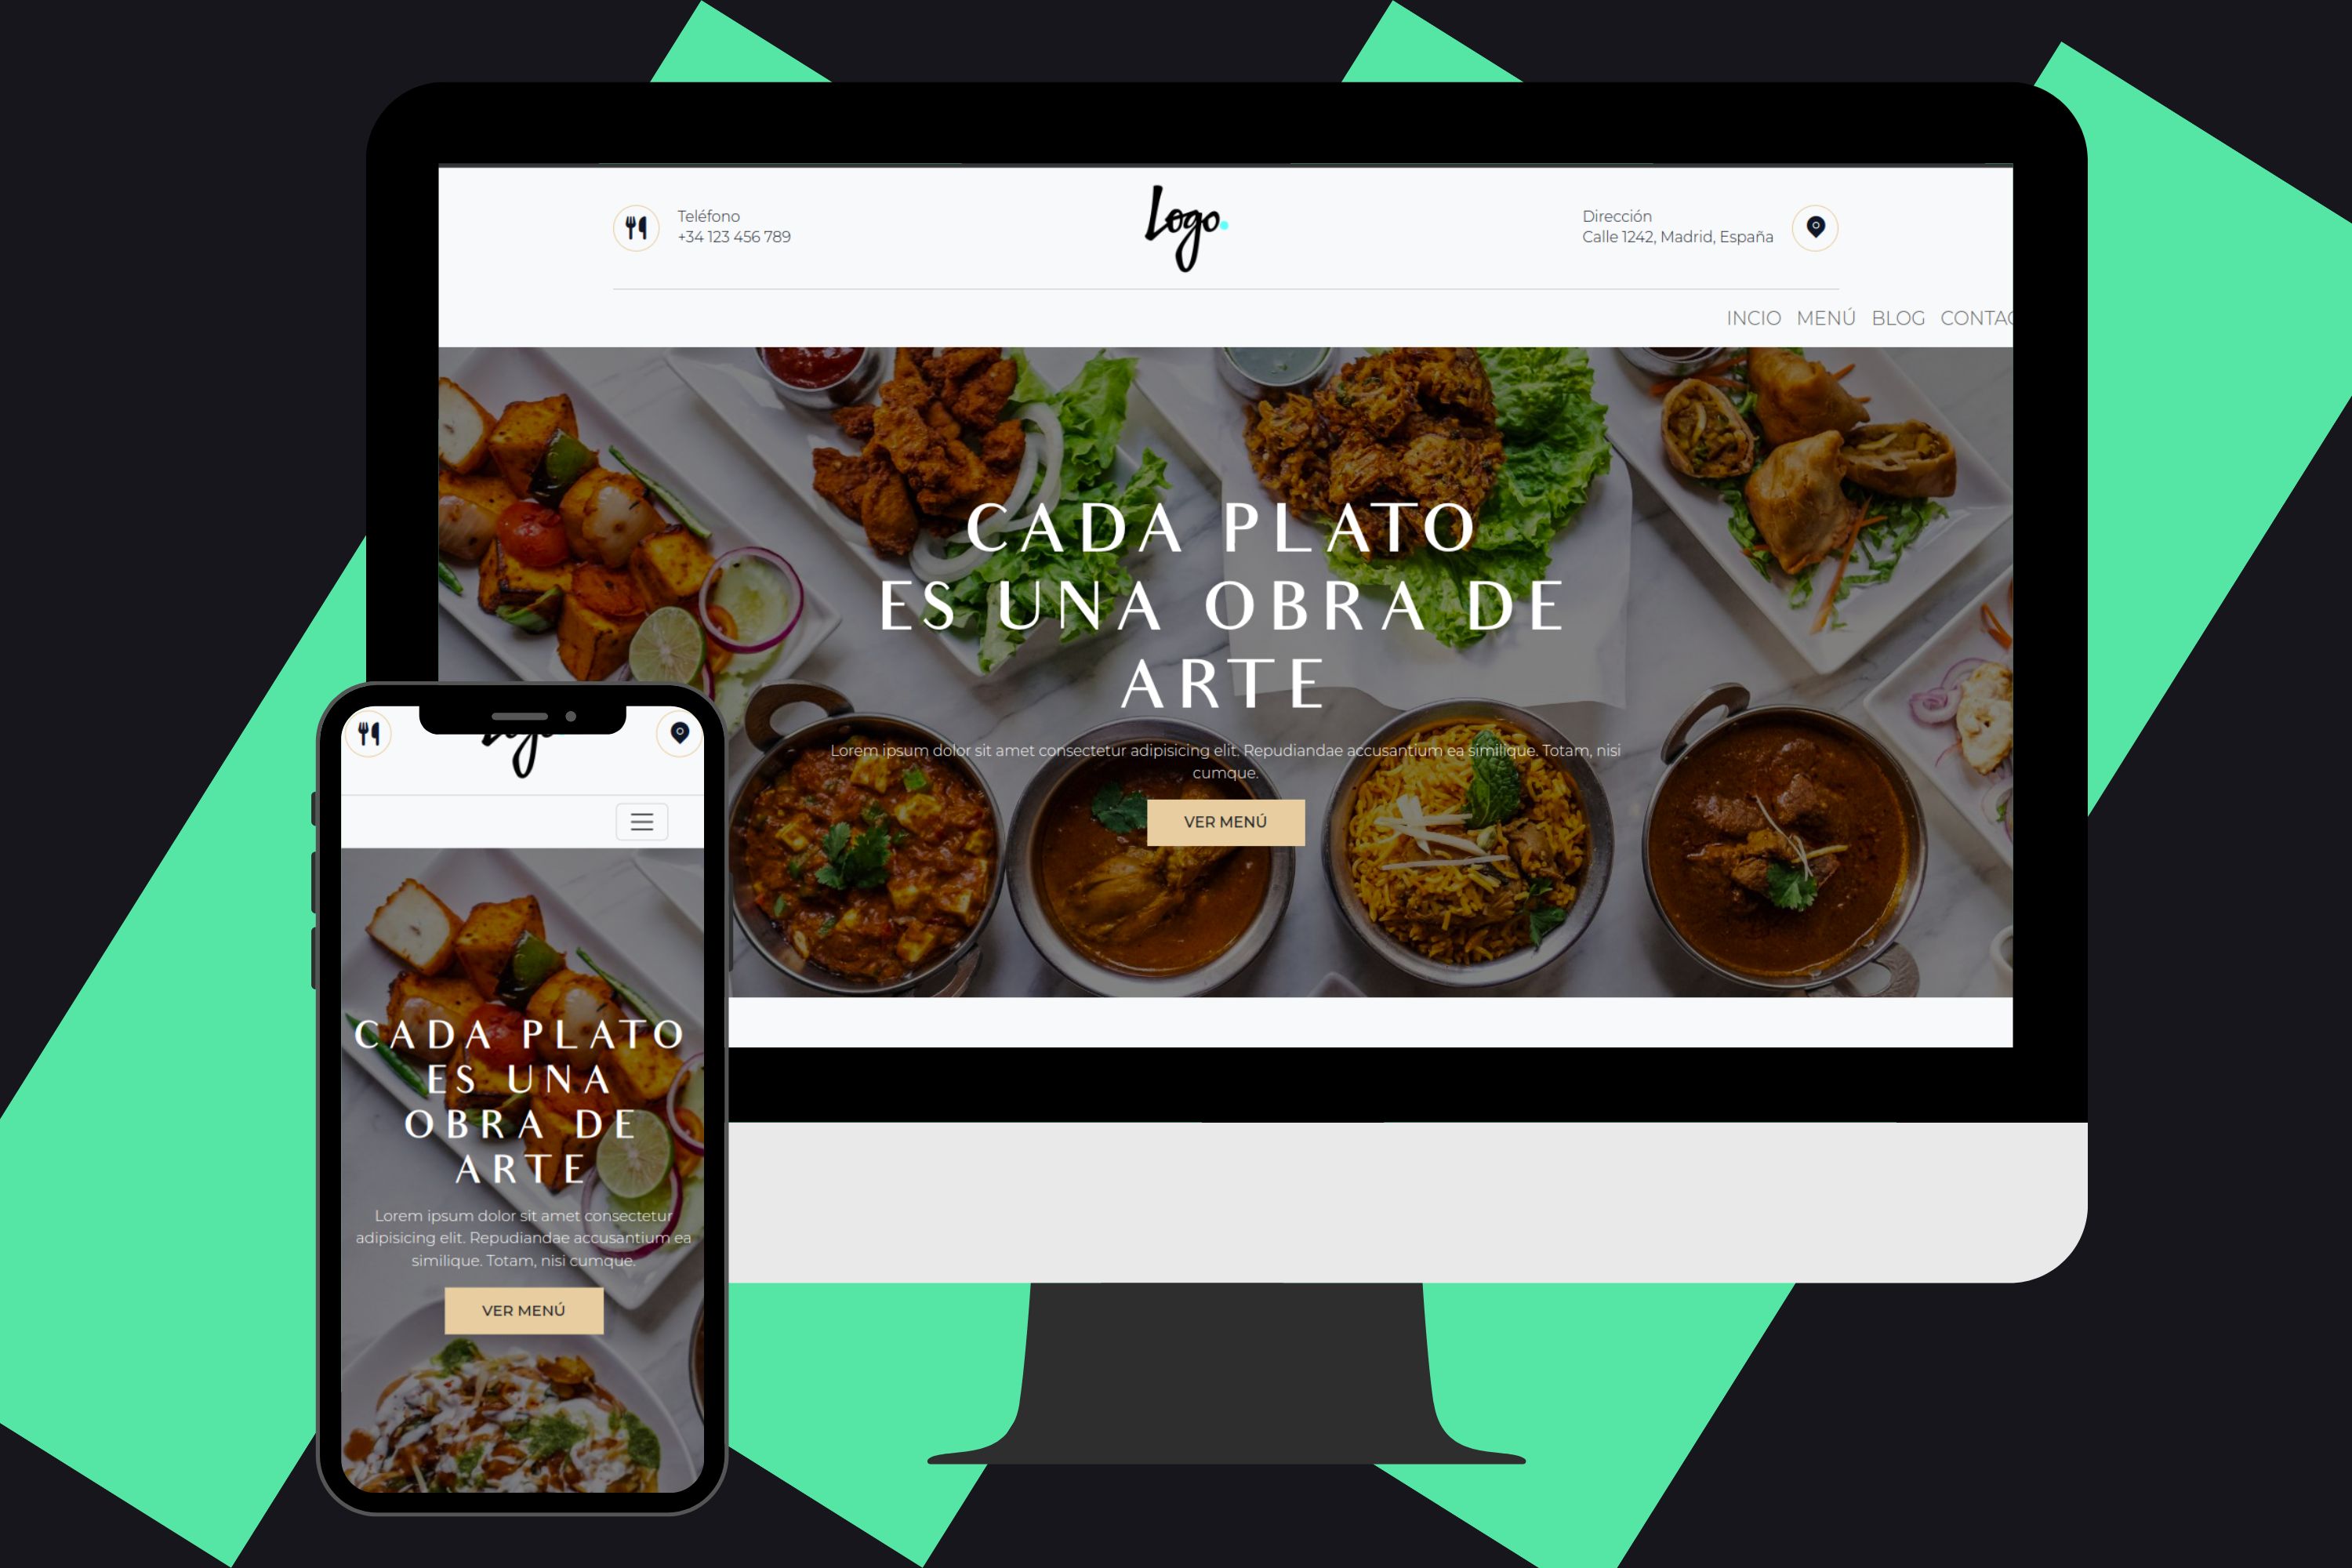 Teléfono
+34 123 456 789
Logo.
Dirección
Calle 1242, Madrid, España
INCIO MENÚ BLOG CONTAC
CADA PLATO
ES UNA OBRA DE
ARTE
Lorem ipsum dolor sit amet consectetur adipisicing elit. Repudiandae accusantium ea similique. Totam, nisi
cumque.
VER MENÚ
CADA PLATO
ES UNA
OBRA DE
ARTE
Lorem ipsum dolor sit amet consectetur
adipisicing elit. Repudiandae accusantium ea
similique. Totam, nisi cumque.
VER MENÚ